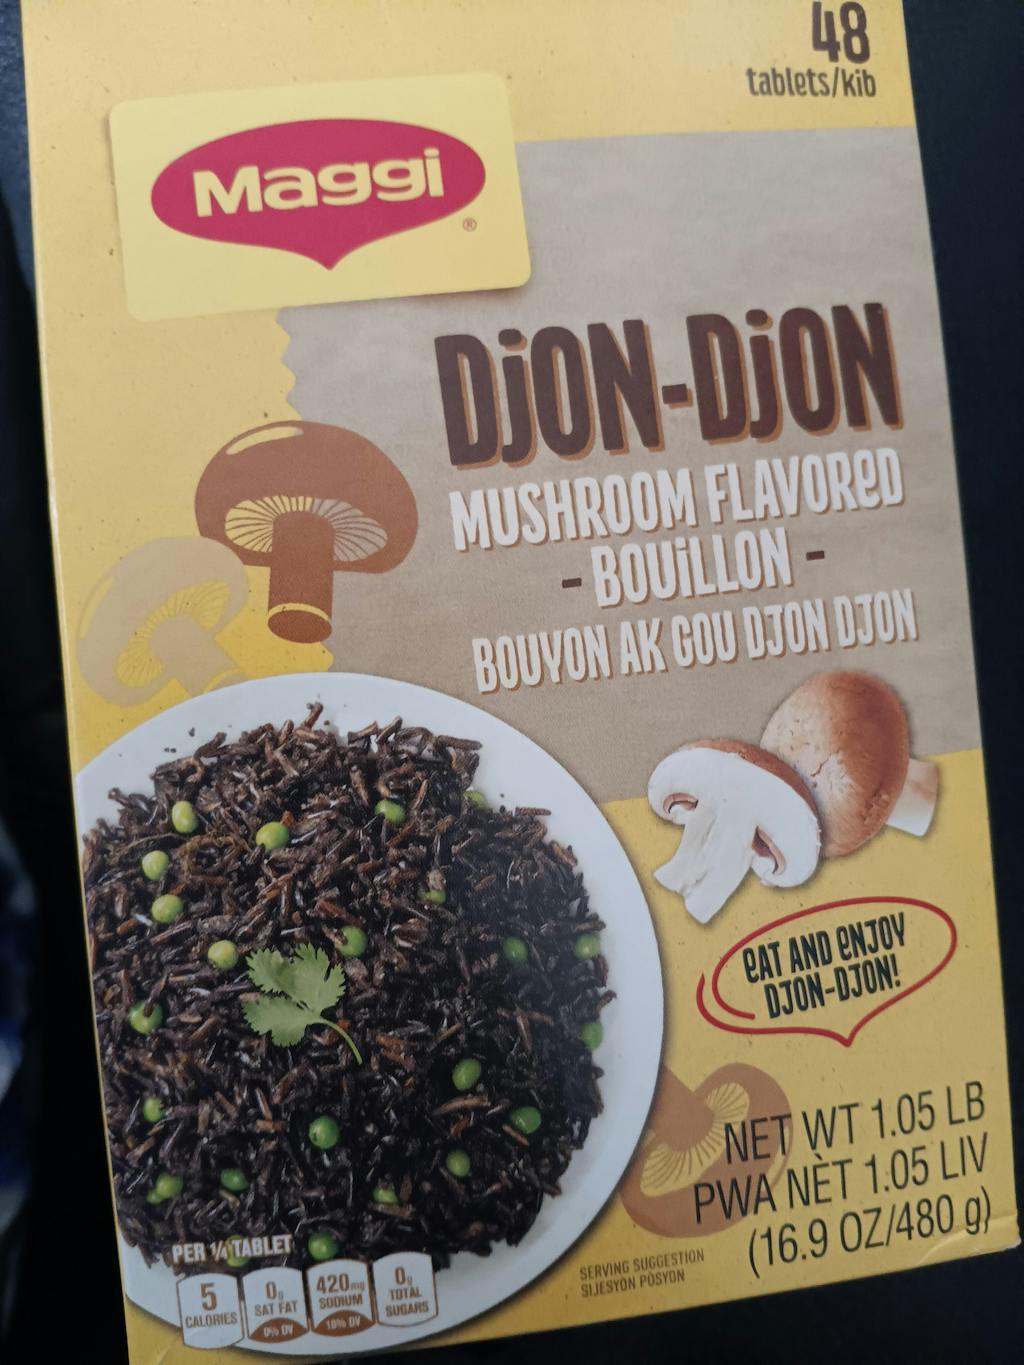 48
tablets/kib
Maggi
®
DjON-DjON
MUSHROOM FLAVOReD
- BOUiLLON -
BOUYON AK GOU DJON DJON
eAT AND eNJOY
DJON-DJON!
NET WT 1.05 LB
PWA NÈT 1.05 LIV
(16.9 OZ/480 g)
SERVING SUGGESTION
SIJESYON POSYON
PER 1/4 TABLET
5
CALORIES
0g
SAT FAT
0% DV
420mg
SODIUM
18% DV
0g
TOTAL
SUGARS